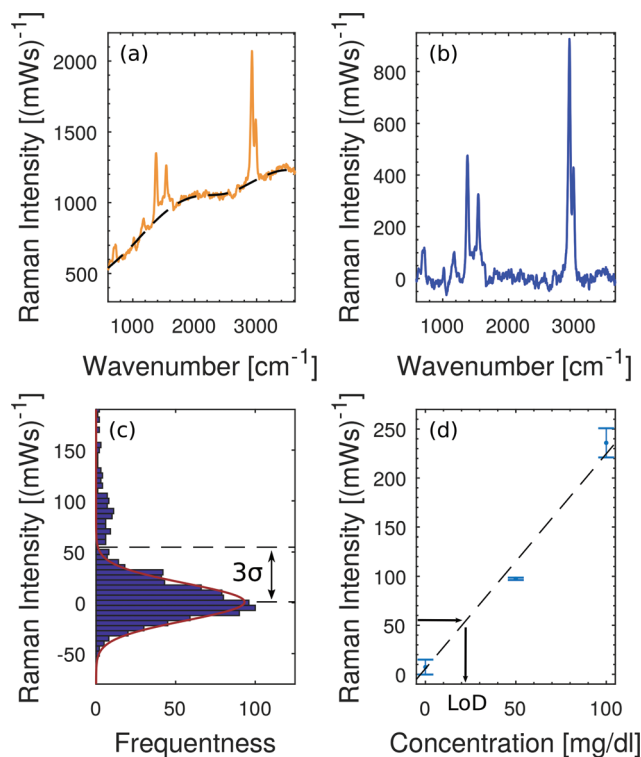 (a)
Raman Intensity [(mWs)⁻¹]
2000
1500
1000
500
1000 2000 3000
Wavenumber [cm⁻¹]
(b)
Raman Intensity [(mWs)⁻¹]
800
600
400
200
0
1000 2000 3000
Wavenumber [cm⁻¹]
(c)
Raman Intensity [(mWs)⁻¹]
150
100
50
0
-50
3σ
0 50 100
Frequentness
(d)
Raman Intensity [(mWs)⁻¹]
250
200
150
100
50
0
LoD
0 50 100
Concentration [mg/dl]